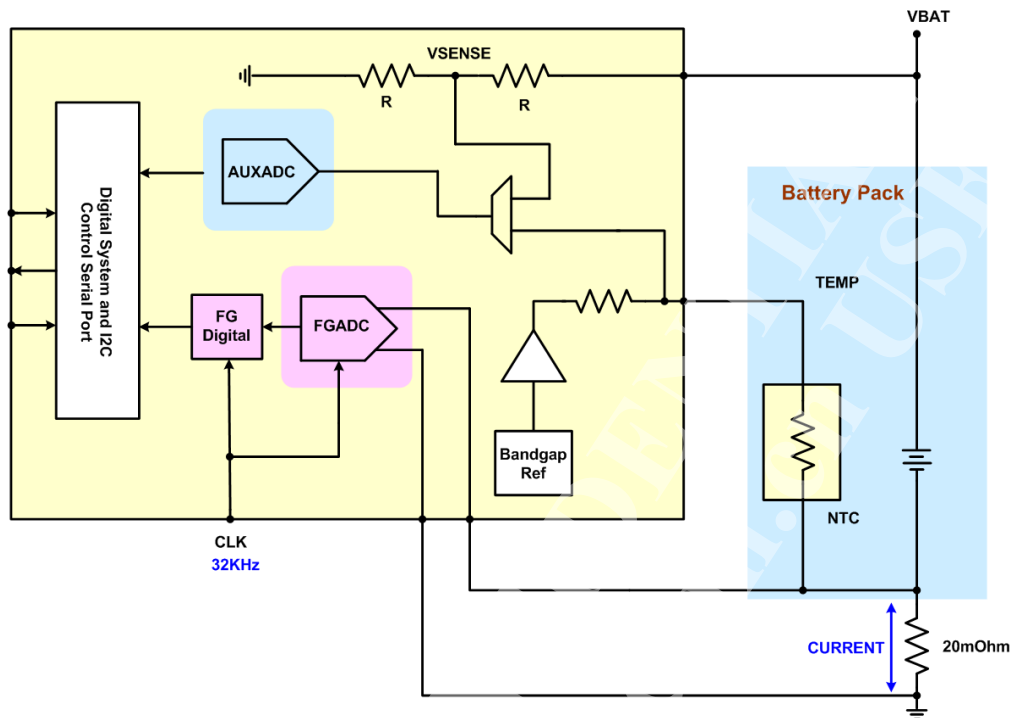 VBAT
VSENSE
R
R
AUXADC
Digital System and I2C
Control Serial Port
Battery Pack
TEMP
FG
Digital
FGADC
Bandgap
Ref
NTC
CLK
32KHz
CURRENT
20mOhm